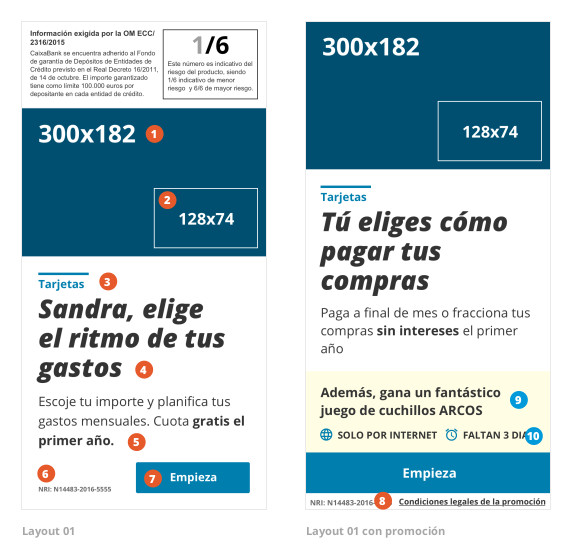 Información exigida por la OM ECC/
2316/2015
CaixaBank se encuentra adherido al Fondo
de garantía de Depósitos de Entidades de
Crédito previsto en el Real Decreto 16/2011,
de 14 de octubre. El importe garantizado
tiene como límite 100.000 euros por
depositante en cada entidad de crédito.
1/6
Este número es indicativo del
riesgo del producto, siendo
1/6 indicativo de menor
riesgo y 6/6 de mayor riesgo.
300x182 1
2
128x74
Tarjetas 3
Sandra, elige
el ritmo de tus
gastos 4
Escoje tu importe y planifica tus
gastos mensuales. Cuota gratis el
primer año. 5
6
NRI: N14483-2016-5555
7 Empieza
Layout 01
300x182
128x74
Tarjetas
Tú eliges cómo
pagar tus
compras
Paga a final de mes o fracciona tus
compras sin intereses el primer
año
Además, gana un fantástico
juego de cuchillos ARCOS
9
SOLO POR INTERNET FALTAN 3 DIA
10
Empieza
NRI: N14483-2016- 8 Condiciones legales de la promoción
Layout 01 con promoción